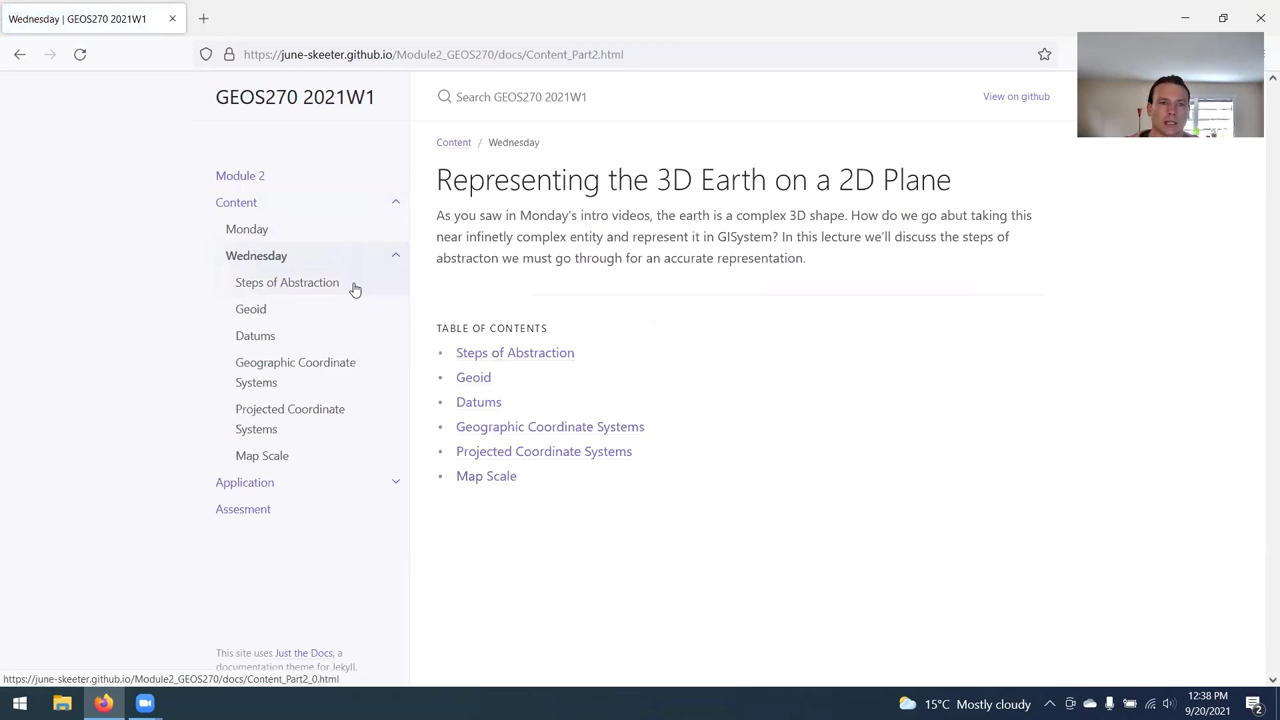 Wednesday | GEOS270 2021W1
https://june-skeeter.github.io/Module2_GEOS270/docs/Content_Part2.html
GEOS270 2021W1
Search GEOS270 2021W1
View on github
Module 2
Content
Monday
Wednesday
Steps of Abstraction
Geoid
Datums
Geographic Coordinate
Systems
Projected Coordinate
Systems
Map Scale
Application
Assesment
This site uses Just the Docs, a
documentation theme for Jekyll.
Content / Wednesday
Representing the 3D Earth on a 2D Plane
As you saw in Monday's intro videos, the earth is a complex 3D shape. How do we go abut taking this
near infinetly complex entity and represent it in GISystem? In this lecture we'll discuss the steps of
abstracton we must go through for an accurate representation.
TABLE OF CONTENTS
Steps of Abstraction
Geoid
Datums
Geographic Coordinate Systems
Projected Coordinate Systems
Map Scale
https://june-skeeter.github.io/Module2_GEOS270/docs/Content_Part2_0.html
15°C Mostly cloudy
12:38 PM
9/20/2021
2